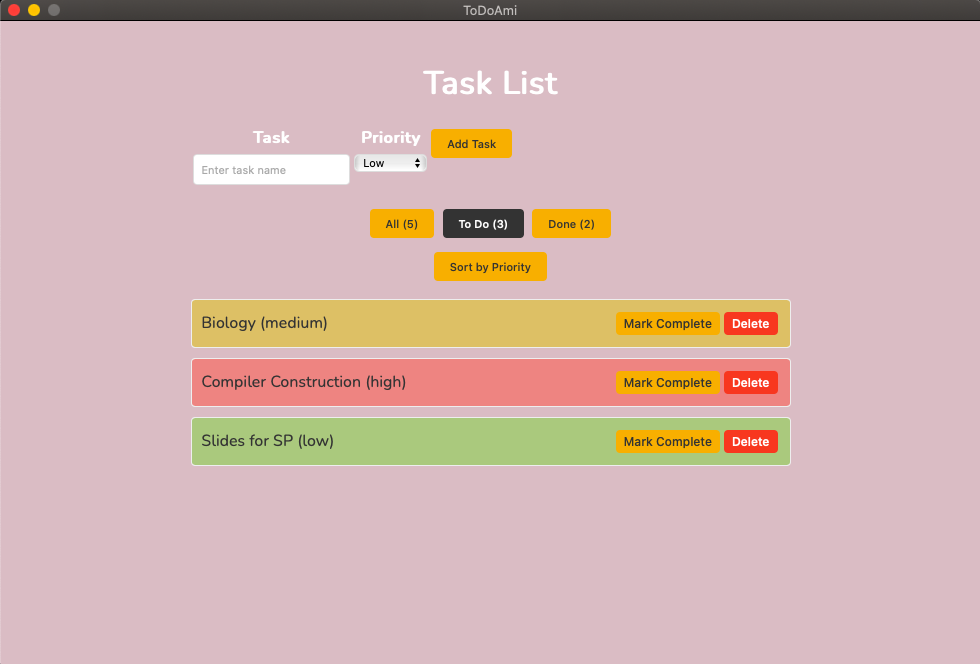 ToDoAmi
Task List
Task Priority Add Task
Enter task name Low
All (5) To Do (3) Done (2)
Sort by Priority
Biology (medium) Mark Complete Delete
Compiler Construction (high) Mark Complete Delete
Slides for SP (low) Mark Complete Delete